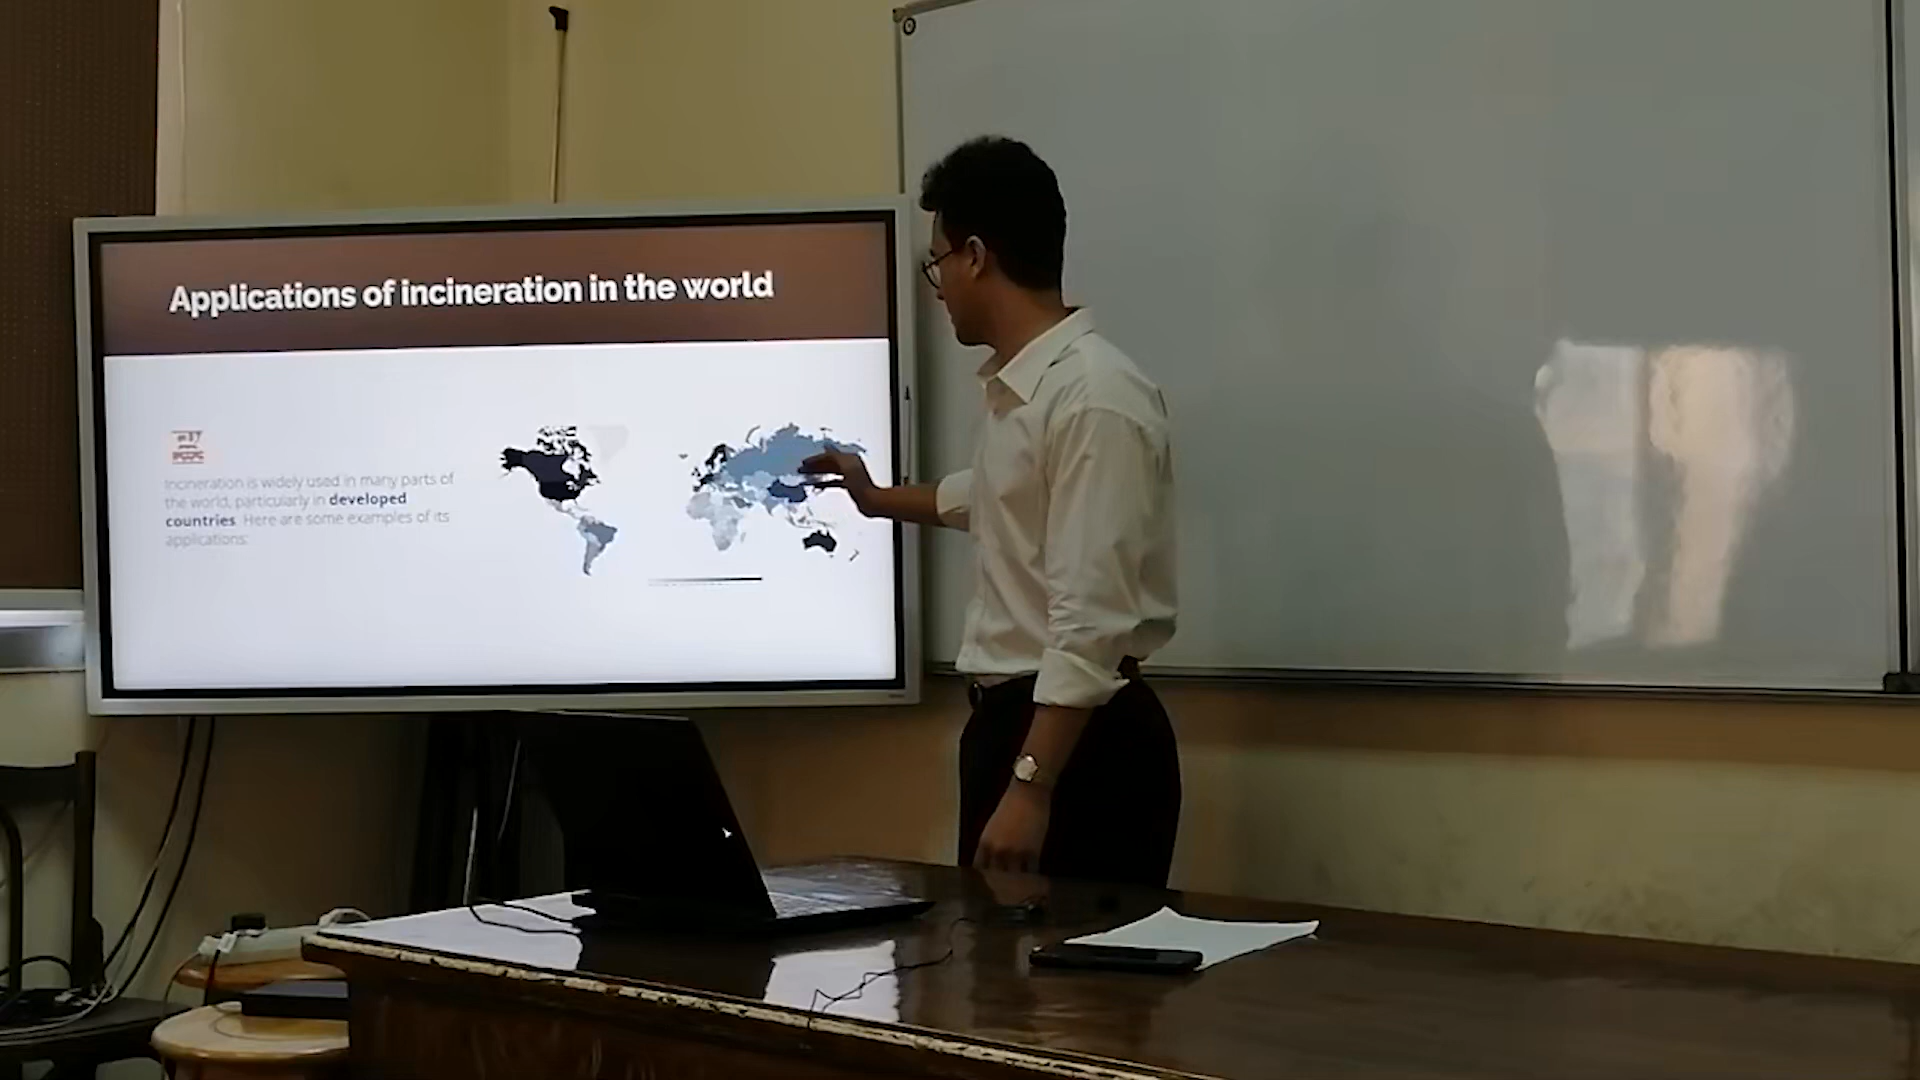 Applications of incineration in the world
Incineration is widely used in many parts of
the world, particularly in developed
countries. Here are some examples of its
applications: